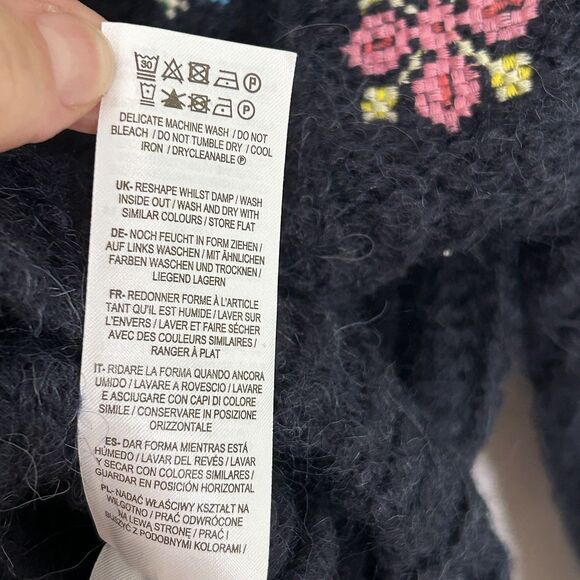 30 P
P
DELICATE MACHINE WASH / DO NOT
BLEACH / DO NOT TUMBLE DRY / COOL
IRON / DRYCLEANABLE Ⓟ
UK- RESHAPE WHILST DAMP / WASH
INSIDE OUT / WASH AND DRY WITH
SIMILAR COLOURS / STORE FLAT
DE- NOCH FEUCHT IN FORM ZIEHEN /
AUF LINKS WASCHEN / MIT ÄHNLICHEN
FARBEN WASCHEN UND TROCKNEN /
LIEGEND LAGERN
FR- REDONNER FORME À L'ARTICLE
TANT QU'IL EST HUMIDE / LAVER SUR
L'ENVERS / LAVER ET FAIRE SÉCHER
AVEC DES COULEURS SIMILAIRES /
RANGER À PLAT
IT- RIDARE LA FORMA QUANDO ANCORA
UMIDO / LAVARE A ROVESCIO / LAVARE
E ASCIUGARE CON CAPI DI COLORE
SIMILE / CONSERVARE IN POSIZIONE
ORIZZONTALE
ES- DAR FORMA MIENTRAS ESTÁ
HÚMEDO / LAVAR DEL REVÉS / LAVAR
Y SECAR CON COLORES SIMILARES /
GUARDAR EN POSICIÓN HORIZONTAL
PL- NADAĆ WŁAŚCIWY KSZTAŁT NA
WILGOTNO / PRAĆ ODWRÓCONE
NA LEWĄ STRONĘ / PRAĆ I
SUSZYĆ Z PODOBNYMI KOLORAMI /